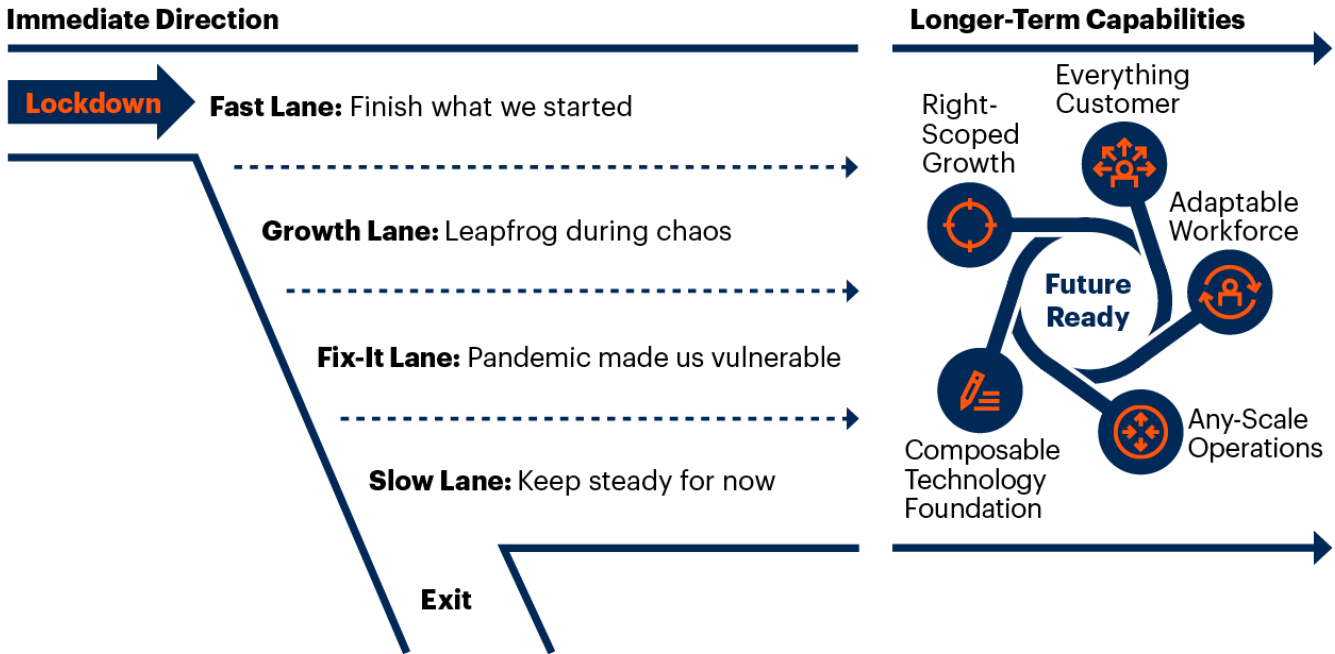 Immediate Direction
Longer-Term Capabilities
Lockdown
Fast Lane: Finish what we started
Growth Lane: Leapfrog during chaos
Fix-It Lane: Pandemic made us vulnerable
Slow Lane: Keep steady for now
Exit
Right-
Scoped
Growth
Everything
Customer
Adaptable
Workforce
Future
Ready
Any-Scale
Operations
Composable
Technology
Foundation